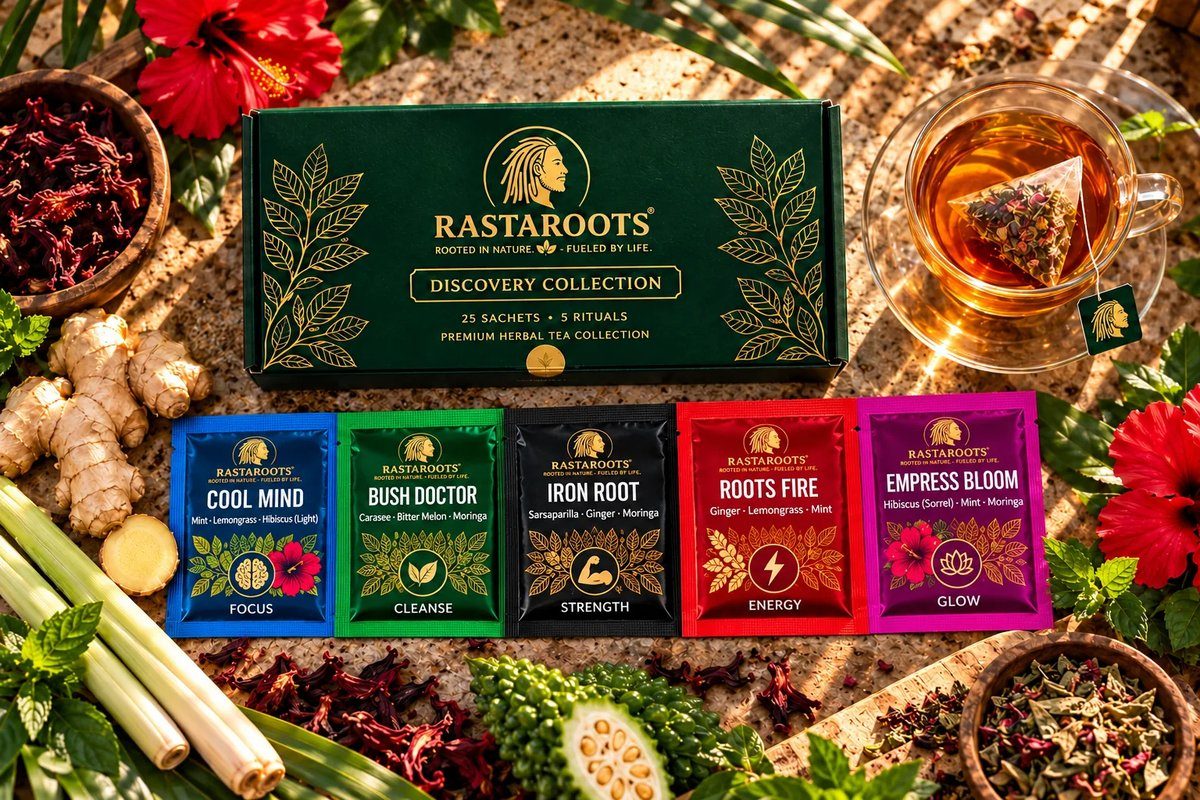 RASTAROOTS®
ROOTED IN NATURE. - FUELED BY LIFE.
DISCOVERY COLLECTION
25 SACHETS • 5 RITUALS
PREMIUM HERBAL TEA COLLECTION
RASTAROOTS®
ROOTED IN NATURE - FUELED BY LIFE.
COOL MIND
Mint · Lemongrass · Hibiscus (Light)
FOCUS
RASTAROOTS®
ROOTED IN NATURE - FUELED BY LIFE.
BUSH DOCTOR
Carasee · Bitter Melon · Moringa
CLEANSE
RASTAROOTS®
ROOTED IN NATURE - FUELED BY LIFE.
IRON ROOT
Sarsaparilla · Ginger · Moringa
STRENGTH
RASTAROOTS®
ROOTED IN NATURE - FUELED BY LIFE.
ROOTS FIRE
Ginger · Lemongrass · Mint
ENERGY
RASTAROOTS®
ROOTED IN NATURE - FUELED BY LIFE.
EMPRESS BLOOM
Hibiscus (Sorrel) · Mint · Moringa
GLOW